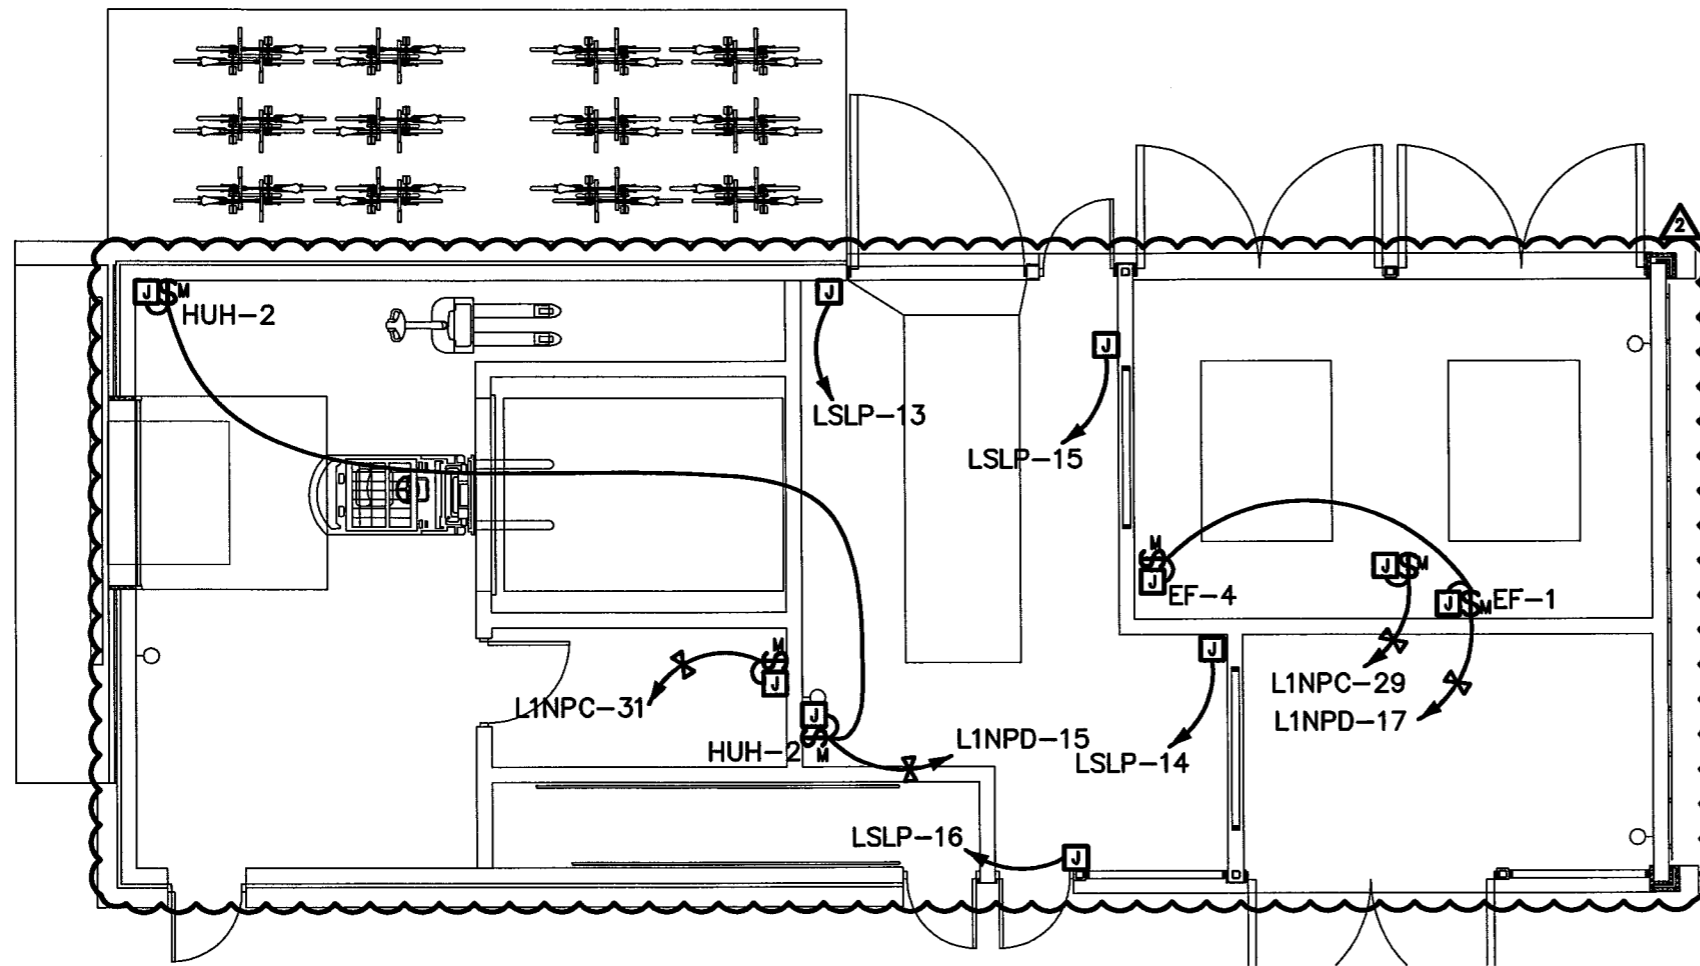 2
J $ M
HUH-2
J
LSLP-13
J
LSLP-15
M
$
J
EF-4
J $ M
J $ M EF-1
L1NPC-29
L1NPD-17
M
$
J
L1NPC-31
J
$
M
HUH-2
L1NPD-15
J
LSLP-14
LSLP-16
J